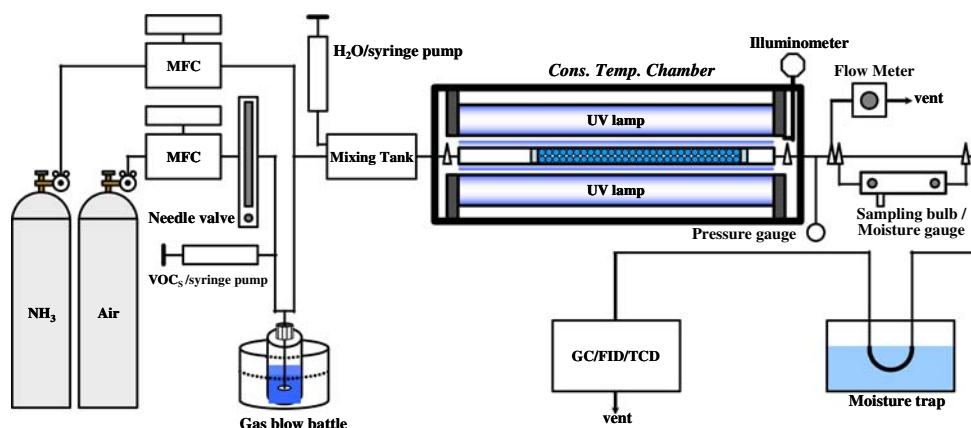 MFC
H2O/syringe pump
Illuminometer
Cons. Temp. Chamber
Flow Meter
vent
UV lamp
MFC
Mixing Tank
UV lamp
Needle valve
Sampling bulb /
Moisture gauge
Pressure gauge
VOCS /syringe pump
NH3
Air
GC/FID/TCD
Moisture trap
vent
Gas blow battle